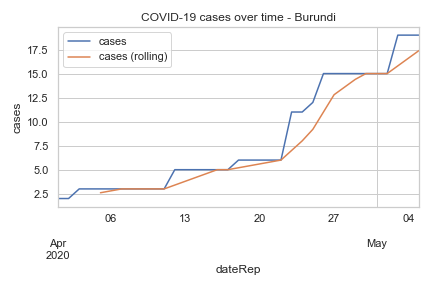 COVID-19 cases over time - Burundi
cases
cases (rolling)
17.5
15.0
12.5
10.0
7.5
5.0
2.5
cases
06
13
20
27
04
Apr
2020
May
dateRep